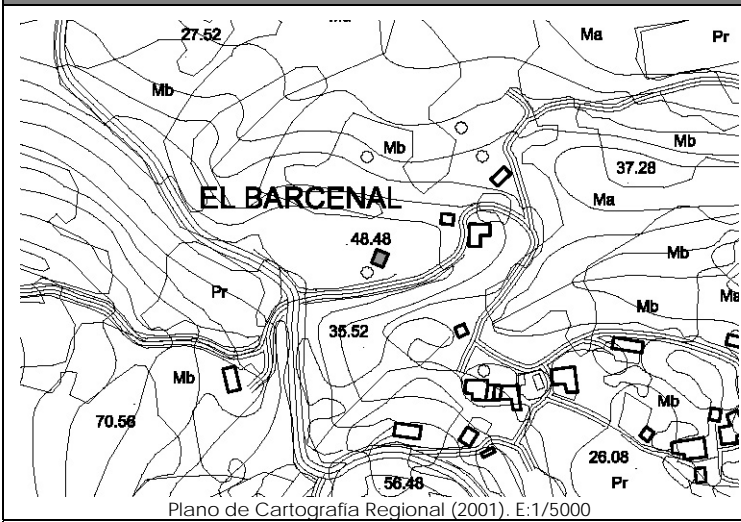 27.52
Ma
Pr
Mb
Mb
Mb
37.28
EL BARCENAL
Ma
48.48
Mb
Pr
Mb
Ma
35.52
Mb
Mb
70.56
26.08
56.48
Pr
Plano de Cartografía Regional (2001). E:1/5000